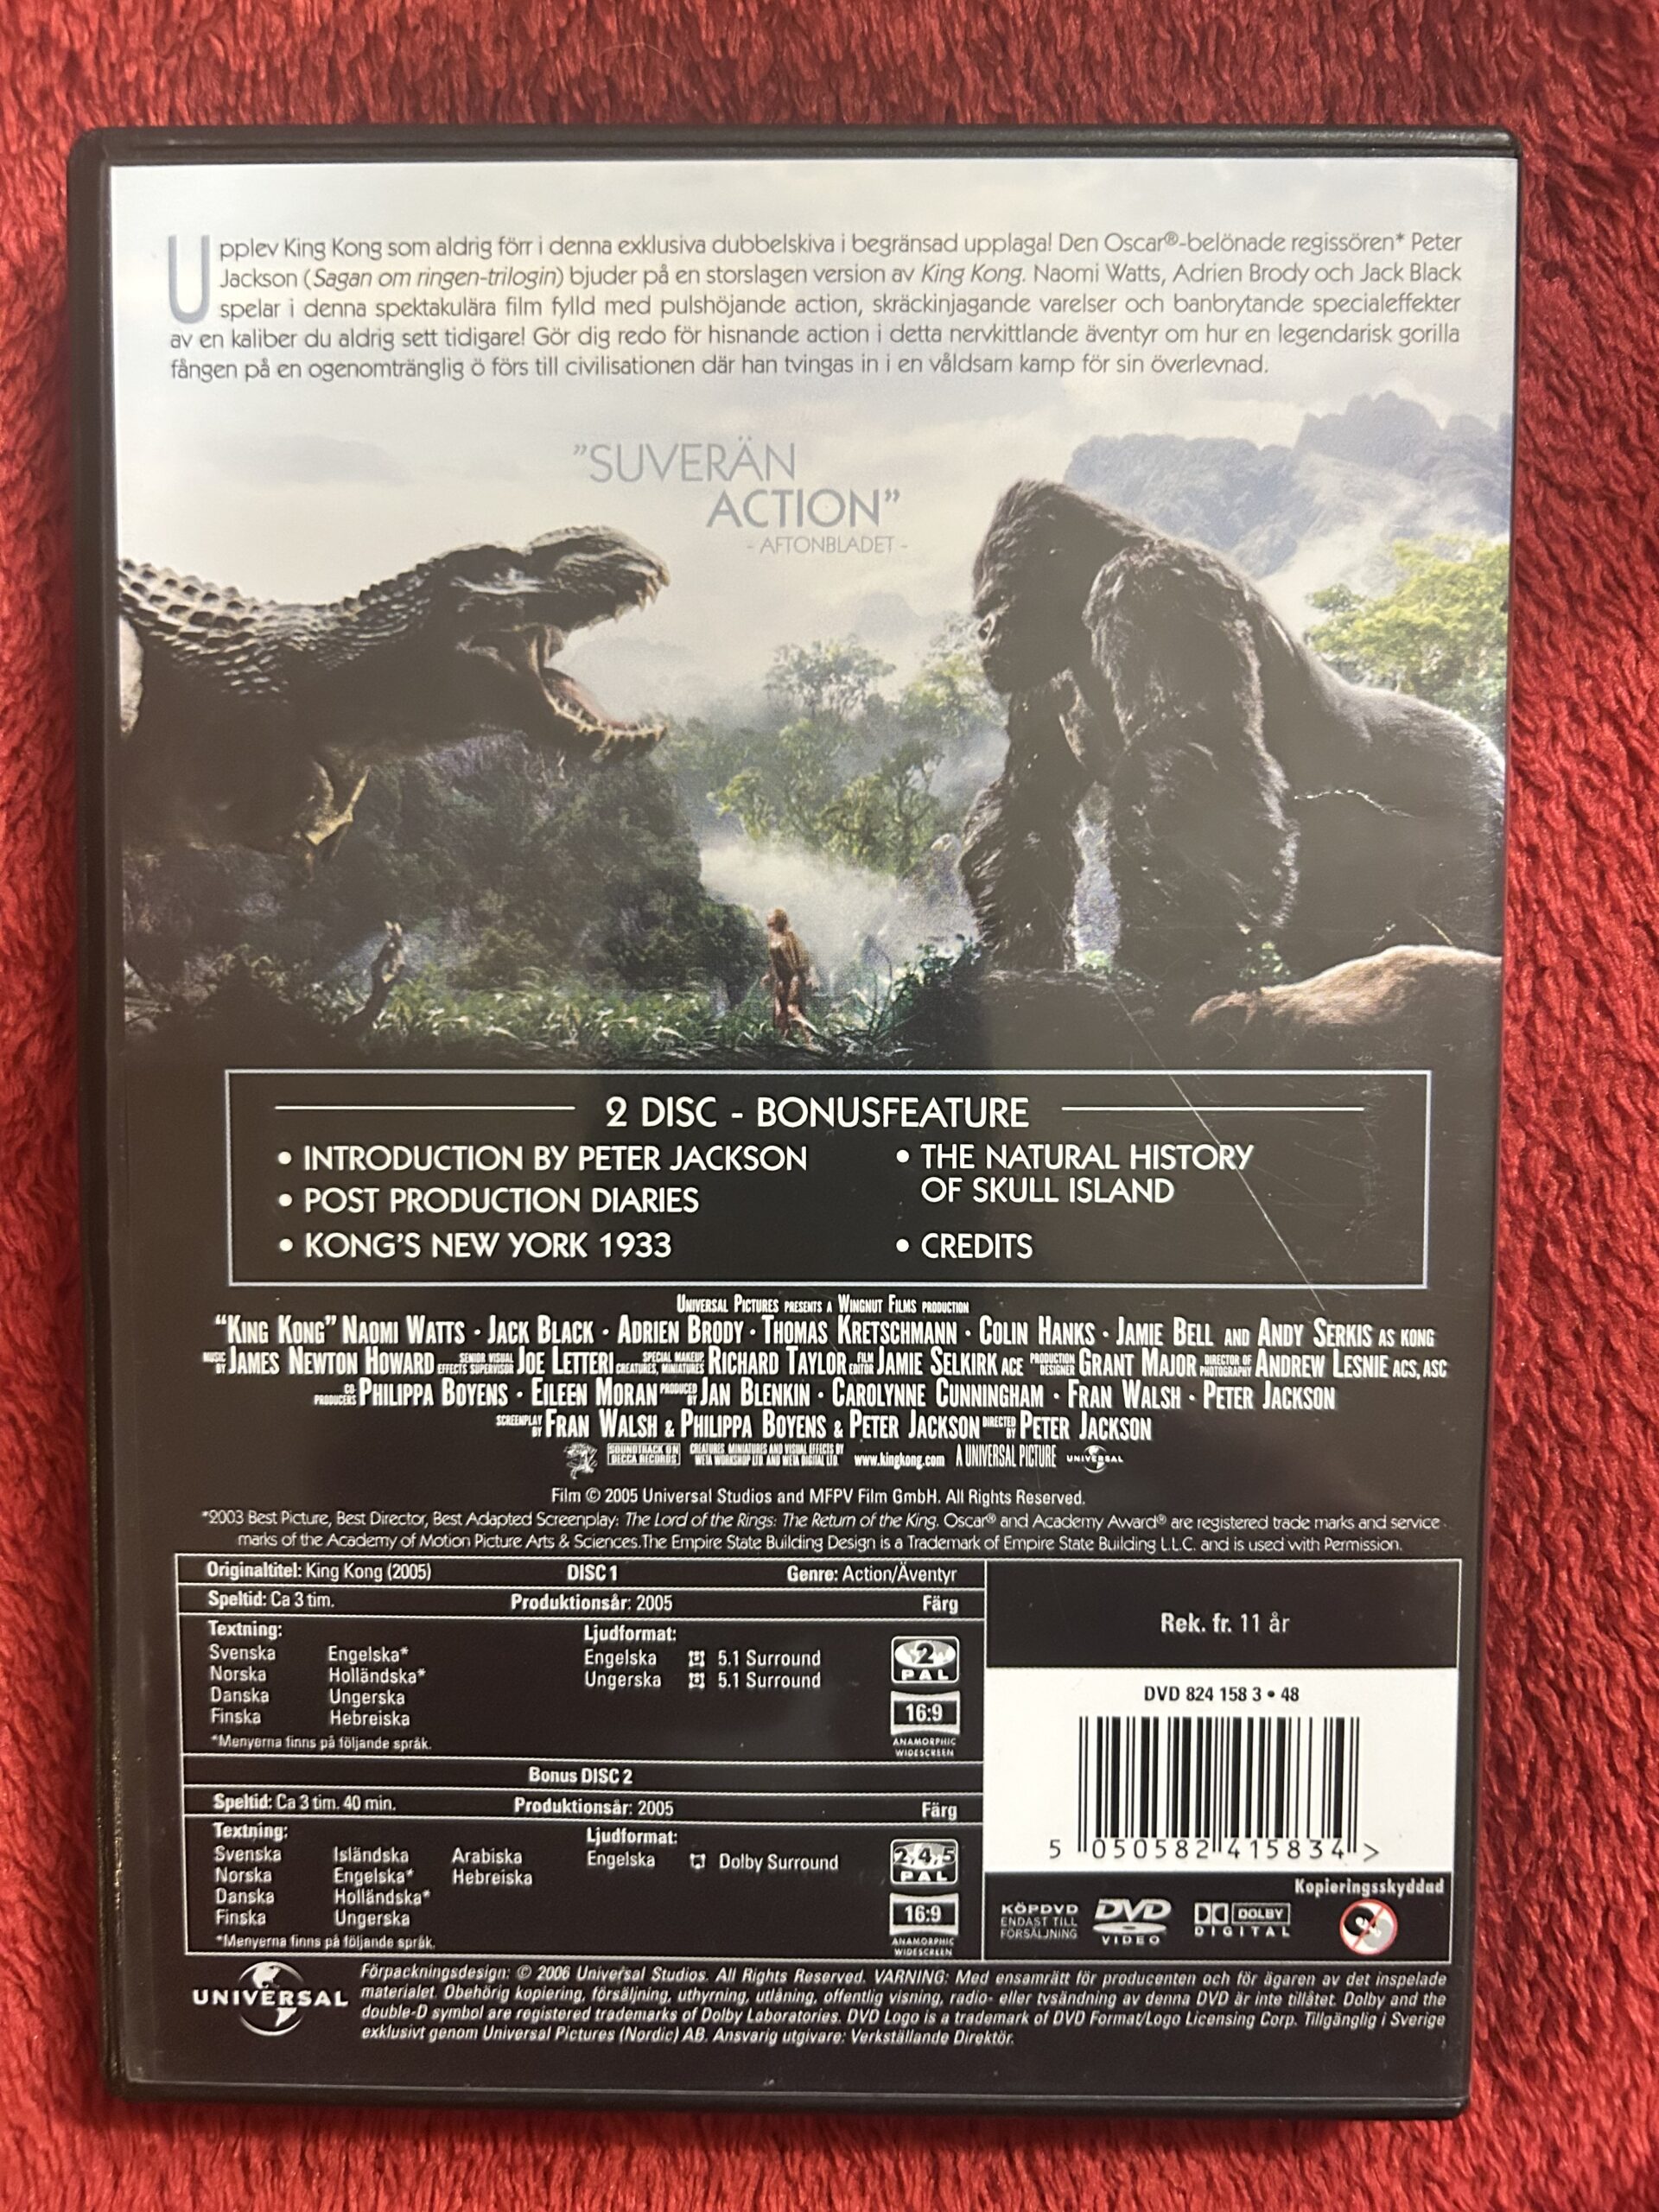 Upplev King Kong som aldrig förr i denna exklusiva dubbelskiva i begränsad upplaga! Den Oscar®-belönade regissören* Peter
Jackson (Sagan om ringen-trilogin) bjuder på en storslagen version av King Kong. Naomi Watts, Adrien Brody och Jack Black
spelar i denna spektakulära film fylld med pulshöjande action, skräckinjagande varelser och banbrytande specialeffekter
av en kaliber du aldrig sett tidigare! Gör dig redo för hisnande action i detta nervkittlande äventyr om hur en legendarisk gorilla
fången på en ogenomtränglig ö förs till civilisationen där han tvingas in i en våldsam kamp för sin överlevnad.
”SUVERÄN
ACTION”
- AFTONBLADET -
2 DISC - BONUSFEATURE
• INTRODUCTION BY PETER JACKSON
• POST PRODUCTION DIARIES
• KONG'S NEW YORK 1933
• THE NATURAL HISTORY
OF SKULL ISLAND
• CREDITS
UNIVERSAL PICTURES PRESENTS A WINGNUT FILMS PRODUCTION
“KING KONG” NAOMI WATTS · JACK BLACK · ADRIEN BRODY · THOMAS KRETSCHMANN · COLIN HANKS · JAMIE BELL AND ANDY SERKIS AS KONG
MUSIC BY JAMES NEWTON HOWARD SENIOR VISUAL EFFECTS SUPERVISOR JOE LETTERI SPECIAL MAKEUP, CREATURES, MINIATURES RICHARD TAYLOR FILM EDITOR JAMIE SELKIRK ACE PRODUCTION DESIGNER GRANT MAJOR DIRECTOR OF PHOTOGRAPHY ANDREW LESNIE ACS, ASC
CO-PRODUCERS PHILIPPA BOYENS · EILEEN MORAN PRODUCED BY JAN BLENKIN · CAROLYNNE CUNNINGHAM · FRAN WALSH · PETER JACKSON
SCREENPLAY BY FRAN WALSH & PHILIPPA BOYENS & PETER JACKSON DIRECTED BY PETER JACKSON
SOUNDTRACK ON DECCA RECORDS CREATURES MINIATURES AND VISUAL EFFECTS BY WETA WORKSHOP LTD. AND WETA DIGITAL LTD. www.kingkong.com A UNIVERSAL PICTURE UNIVERSAL
Film © 2005 Universal Studios and MFPV Film GmbH. All Rights Reserved.
*2003 Best Picture, Best Director, Best Adapted Screenplay: The Lord of the Rings: The Return of the King. Oscar® and Academy Award® are registered trade marks and service
marks of the Academy of Motion Picture Arts & Sciences.The Empire State Building Design is a Trademark of Empire State Building L.L.C. and is used with Permission.
Originaltitel: King Kong (2005) DISC 1 Genre: Action/Äventyr
Speltid: Ca 3 tim. Produktionsår: 2005 Färg
Textning:
Svenska Engelska*
Norska Holländska*
Danska Ungerska
Finska Hebreiska
*Menyerna finns på följande språk.
Ljudformat:
Engelska 5.1 Surround
Ungerska 5.1 Surround
2
PAL
16:9
ANAMORPHIC
WIDESCREEN
Bonus DISC 2
Speltid: Ca 3 tim. 40 min. Produktionsår: 2005 Färg
Textning:
Svenska Isländska Arabiska
Norska Engelska* Hebreiska
Danska Holländska*
Finska Ungerska
*Menyerna finns på följande språk.
Ljudformat:
Engelska Dolby Surround
2,4,5
PAL
16:9
ANAMORPHIC
WIDESCREEN
Rek. fr. 11 år
DVD 824 158 3 • 48
5 050582 415834 >
Kopieringsskyddad
KÖPDVD
ENDAST TILL
FÖRSÄLJNING
DVD
VIDEO
DOLBY
DIGITAL
UNIVERSAL
Förpackningsdesign: © 2006 Universal Studios. All Rights Reserved. VARNING: Med ensamrätt för producenten och för ägaren av det inspelade
materialet. Obehörig kopiering, försäljning, uthyrning, utlåning, offentlig visning, radio- eller tvsändning av denna DVD är inte tillåtet. Dolby and the
double-D symbol are registered trademarks of Dolby Laboratories. DVD Logo is a trademark of DVD Format/Logo Licensing Corp. Tillgänglig i Sverige
exklusivt genom Universal Pictures (Nordic) AB. Ansvarig utgivare: Verkställande Direktör.